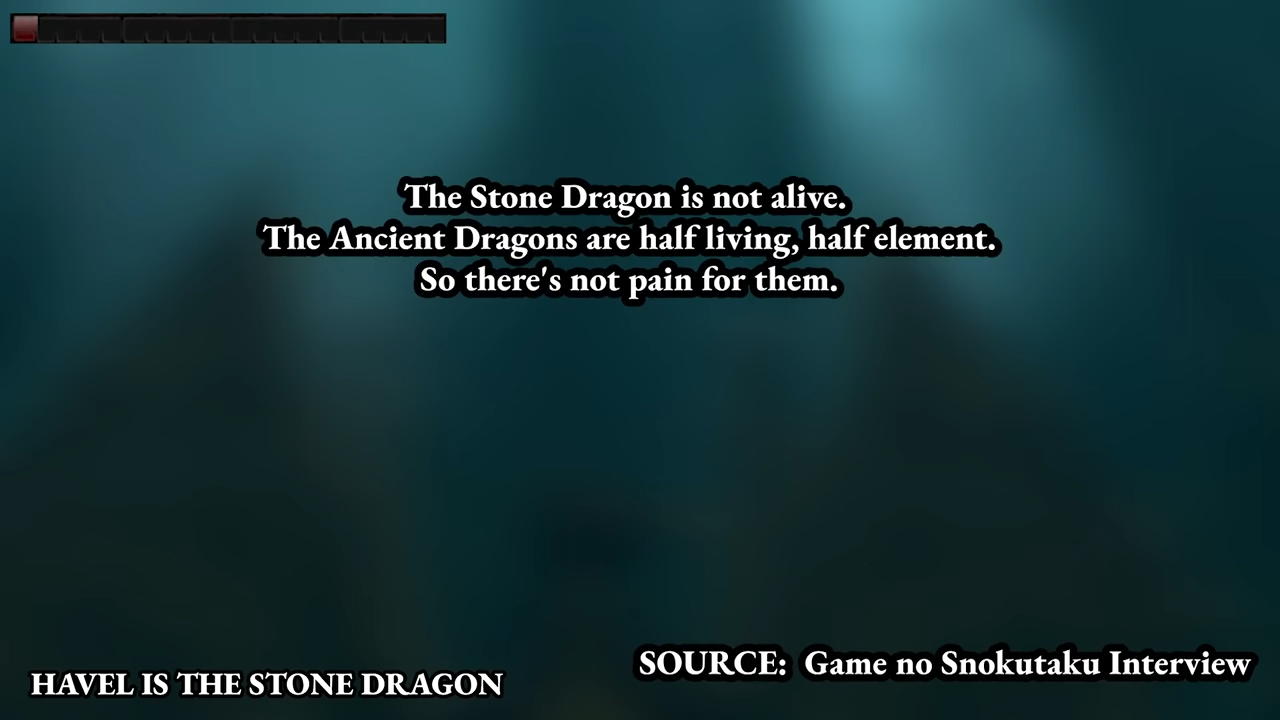 The Stone Dragon is not alive.
The Ancient Dragons are half living, half element.
So there's not pain for them.
SOURCE: Game no Snokutaku Interview
HAVEL IS THE STONE DRAGON